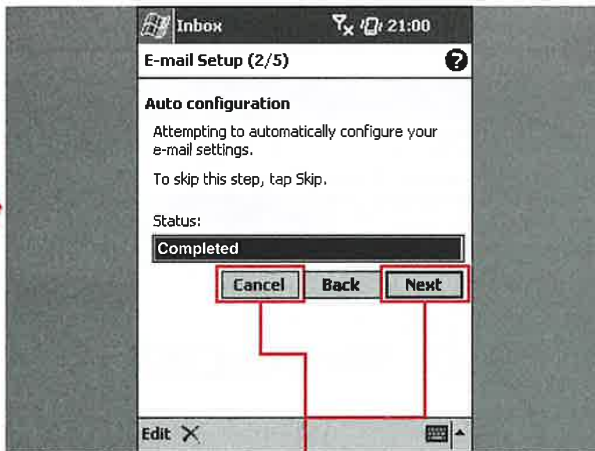 Inbox 21:00
E-mail Setup (2/5)
Auto configuration
Attempting to automatically configure your
e-mail settings.
To skip this step, tap Skip.
Status:
Completed
Cancel Back Next
Edit